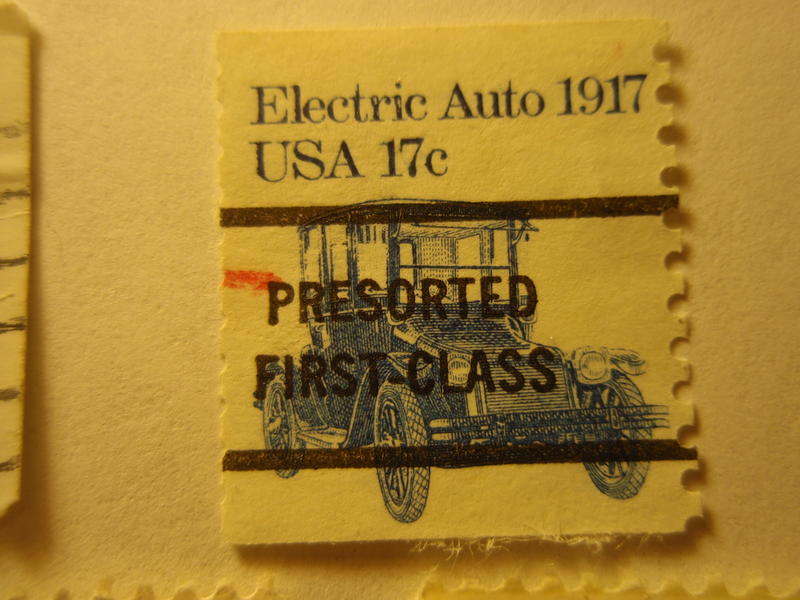 Electric Auto 1917
USA 17c
PRESORTED
FIRST-CLASS